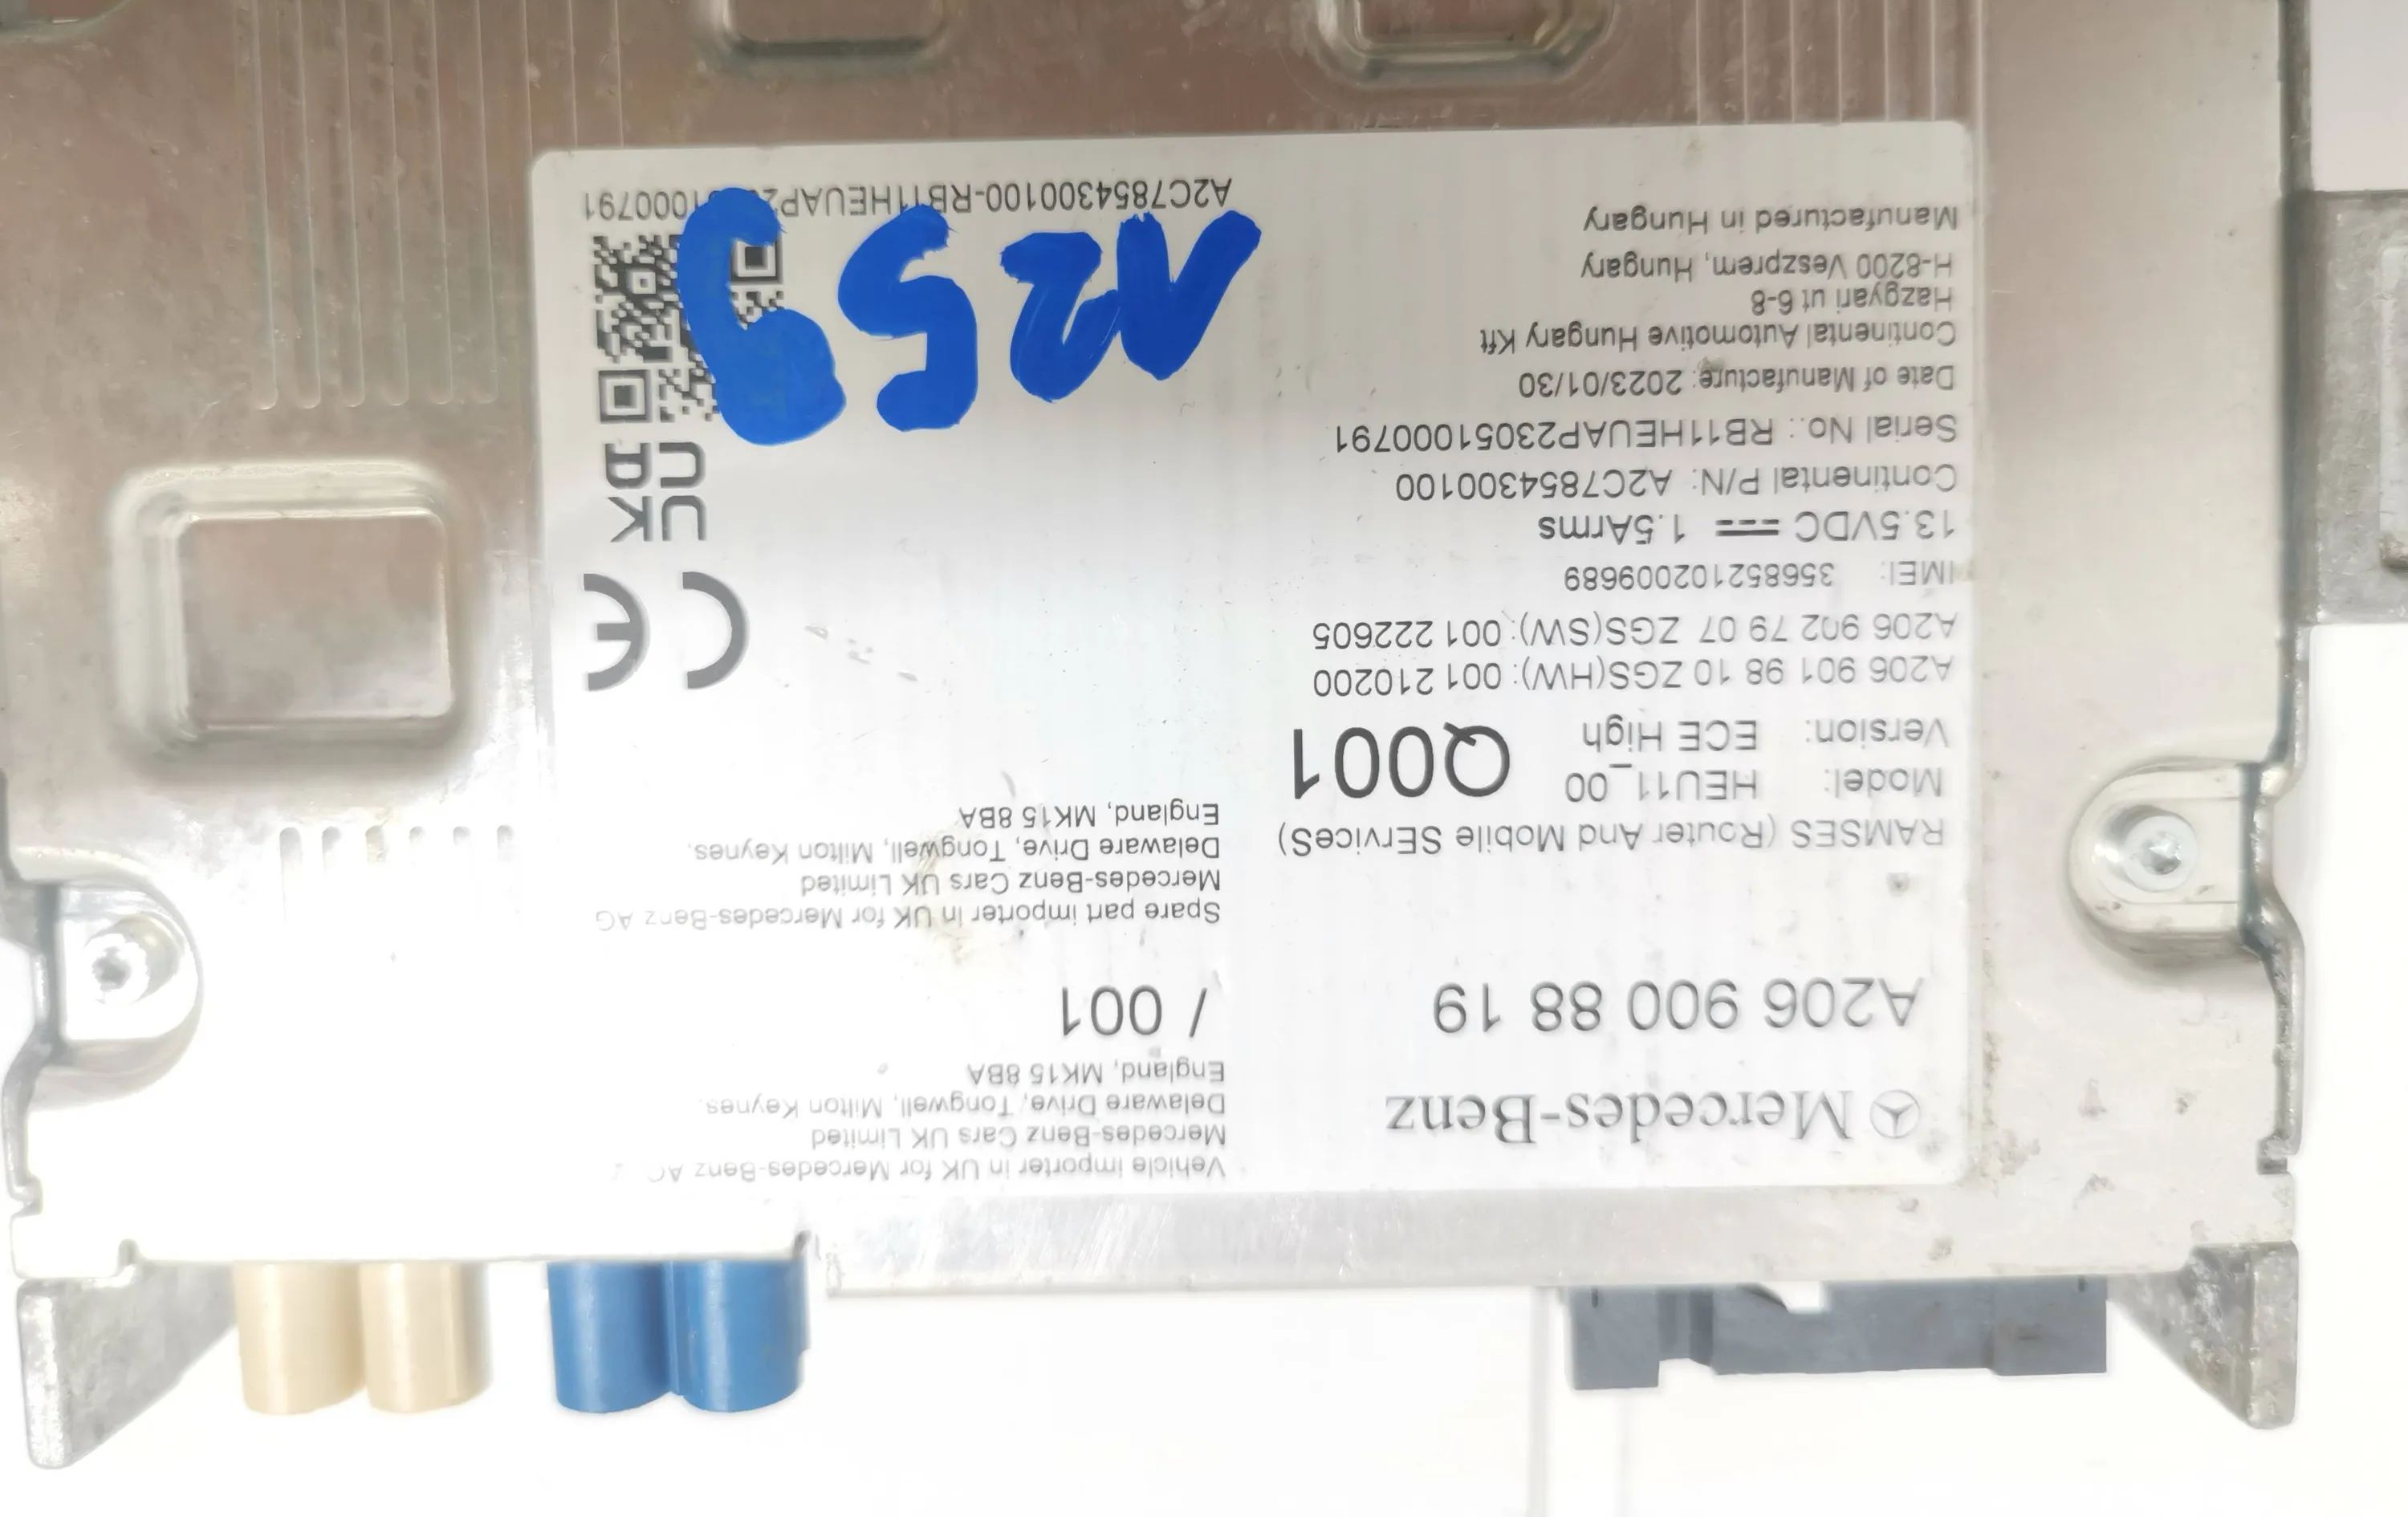 Mercedes-Benz
A206 900 88 19
/ 001
Vehicle importer in UK for Mercedes-Benz AG
Mercedes-Benz Cars UK Limited
Delaware Drive, Tongwell, Milton Keynes,
England, MK15 8BA
Spare part importer in UK for Mercedes-Benz AG
Mercedes-Benz Cars UK Limited
Delaware Drive, Tongwell, Milton Keynes,
England, MK15 8BA
RAMSES (Router And Mobile SErviceS)
Model: HEU11_00
Version: ECE High
Q001
A206 901 98 10 ZGS(HW): 001 210200
A206 902 79 07 ZGS(SW): 001 222605
IMEI: 356852102009689
13.5VDC 1.5Arms
Continental P/N: A2C7854300100
Serial No.: RB11HEUAP23051000791
Date of Manufacture: 2023/01/30
Continental Automotive Hungary Kft
Hazgyari ut 6-8
H-8200 Veszprem, Hungary
Manufactured in Hungary
CE
UK
CA
1259